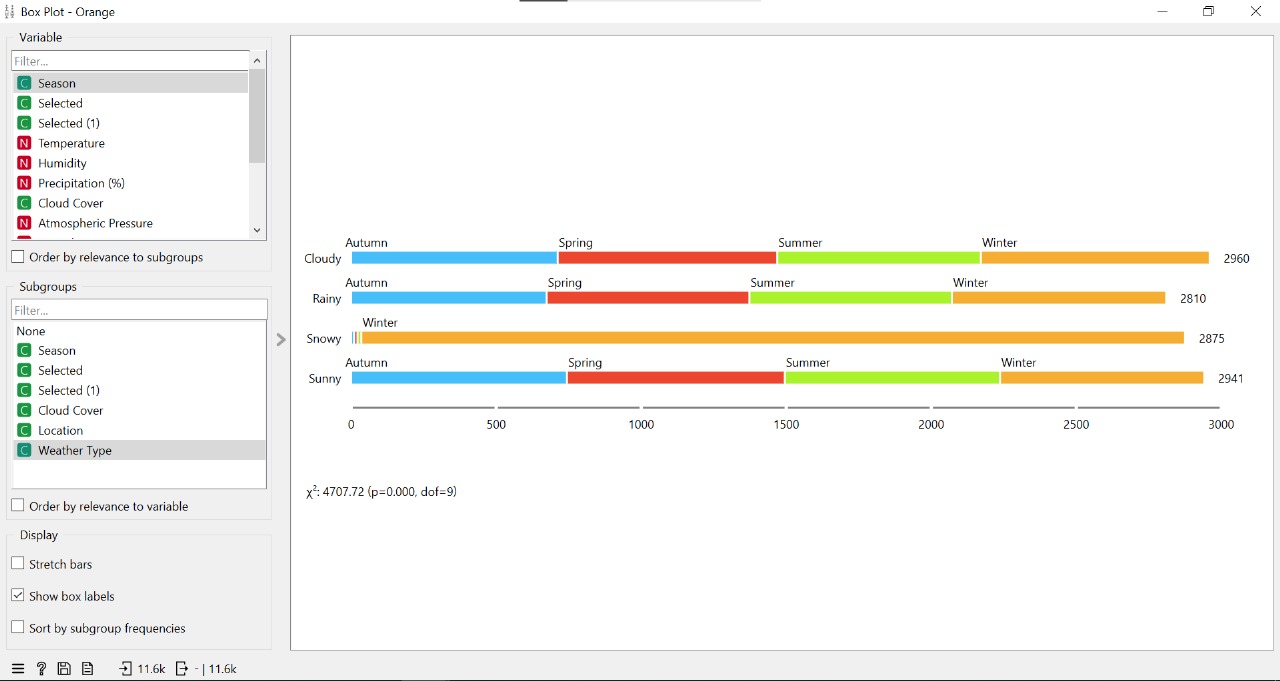 Box Plot - Orange
Variable
Filter...
C Season
C Selected
C Selected (1)
N Temperature
N Humidity
N Precipitation (%)
C Cloud Cover
N Atmospheric Pressure
Order by relevance to subgroups
Subgroups
Filter...
None
C Season
C Selected
C Selected (1)
C Cloud Cover
C Location
C Weather Type
Order by relevance to variable
Display
Stretch bars
Show box labels
Sort by subgroup frequencies
? 11.6k - | 11.6k
Autumn Spring Summer Winter
Cloudy 2960
Autumn Spring Summer Winter
Rainy 2810
Winter
Snowy 2875
Autumn Spring Summer Winter
Sunny 2941
0 500 1000 1500 2000 2500 3000
χ²: 4707.72 (p=0.000, dof=9)